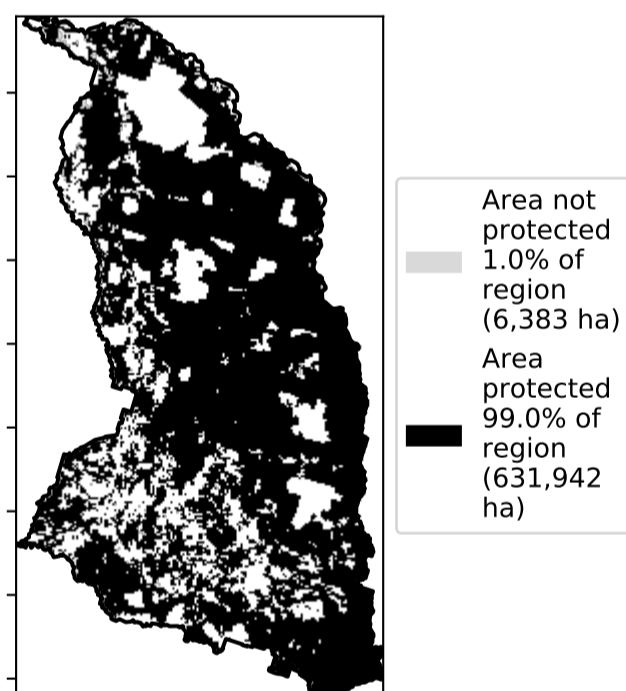 Area not
protected
1.0% of
region
(6,383 ha)
Area
protected
99.0% of
region
(631,942
ha)